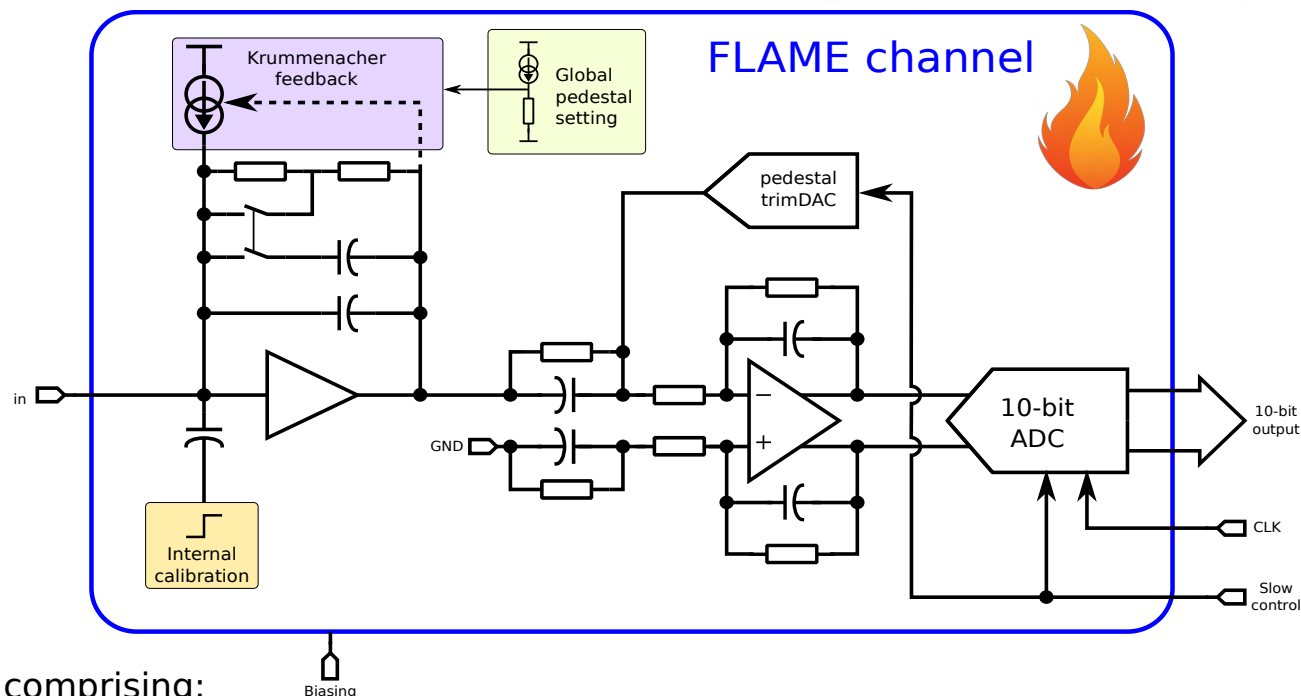 FLAME channel
Krummenacher
feedback
Global
pedestal
setting
pedestal
trimDAC
in
GND
−
+
10-bit
ADC
10-bit
output
CLK
Internal
calibration
Slow
control
Biasing
comprising: